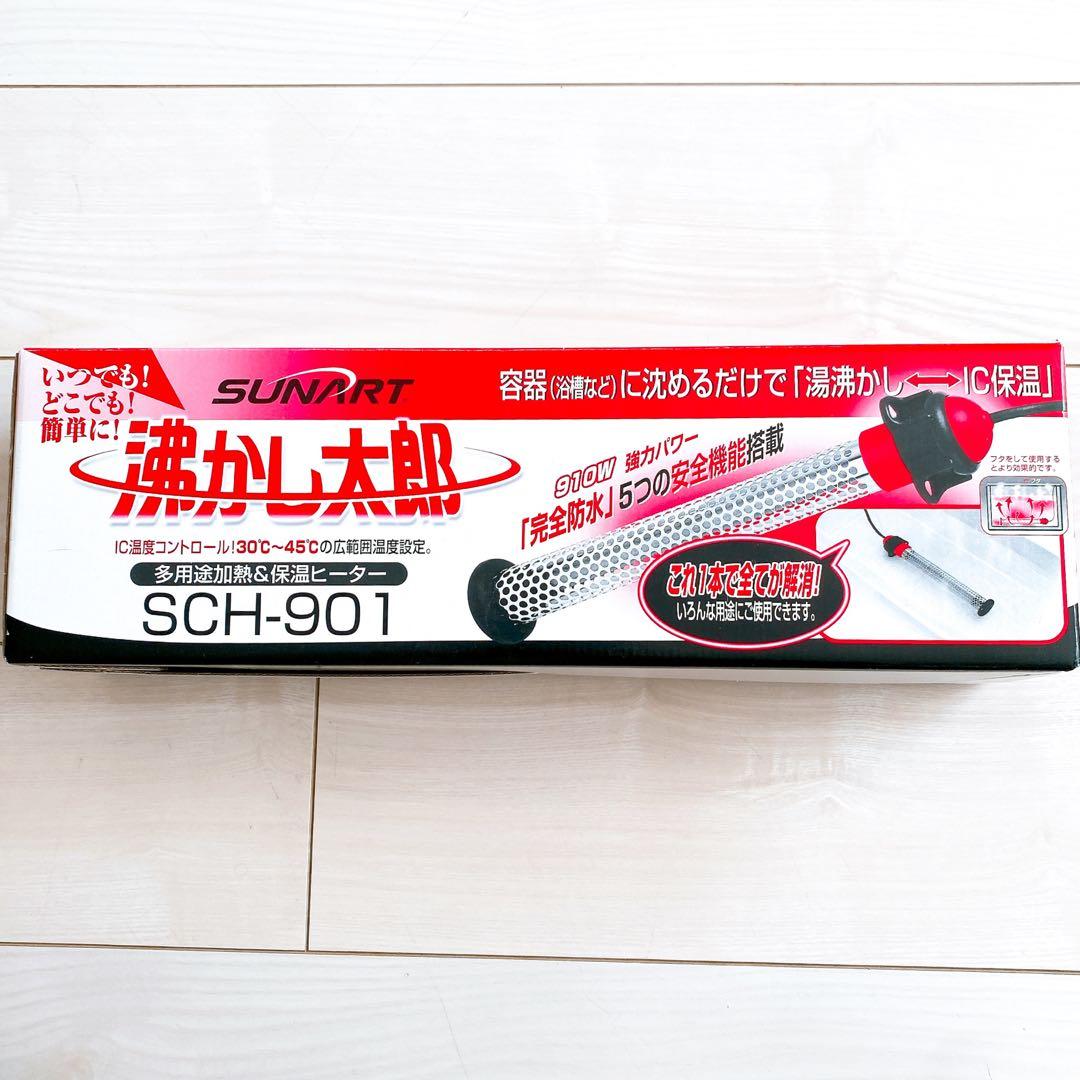 いつでも!
どこでも!
簡単に!
SUNART
沸かし太郎
IC温度コントロール!30℃〜45℃の広範囲温度設定。
多用途加熱&保温ヒーター
SCH-901
容器(浴槽など)に沈めるだけで「湯沸かし⟷IC保温」
910W 強力パワー
「完全防水」5つの安全機能搭載
フタをして使用する
とより効果的です。
フタ
これ1本で全てが解消!
いろんな用途にご使用できます。